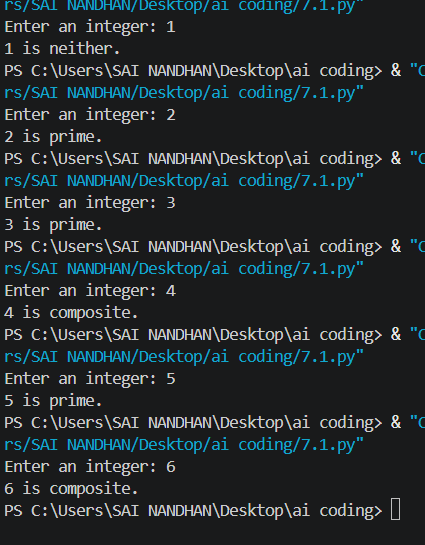 rs/SAI NANDHAN/Desktop/ai coding/7.1.py"
Enter an integer: 1
1 is neither.
PS C:\Users\SAI NANDHAN\Desktop\ai coding> & "C
rs/SAI NANDHAN/Desktop/ai coding/7.1.py"
Enter an integer: 2
2 is prime.
PS C:\Users\SAI NANDHAN\Desktop\ai coding> & "C
rs/SAI NANDHAN/Desktop/ai coding/7.1.py"
Enter an integer: 3
3 is prime.
PS C:\Users\SAI NANDHAN\Desktop\ai coding> & "C
rs/SAI NANDHAN/Desktop/ai coding/7.1.py"
Enter an integer: 4
4 is composite.
PS C:\Users\SAI NANDHAN\Desktop\ai coding> & "C
rs/SAI NANDHAN/Desktop/ai coding/7.1.py"
Enter an integer: 5
5 is prime.
PS C:\Users\SAI NANDHAN\Desktop\ai coding> & "C
rs/SAI NANDHAN/Desktop/ai coding/7.1.py"
Enter an integer: 6
6 is composite.
PS C:\Users\SAI NANDHAN\Desktop\ai coding>